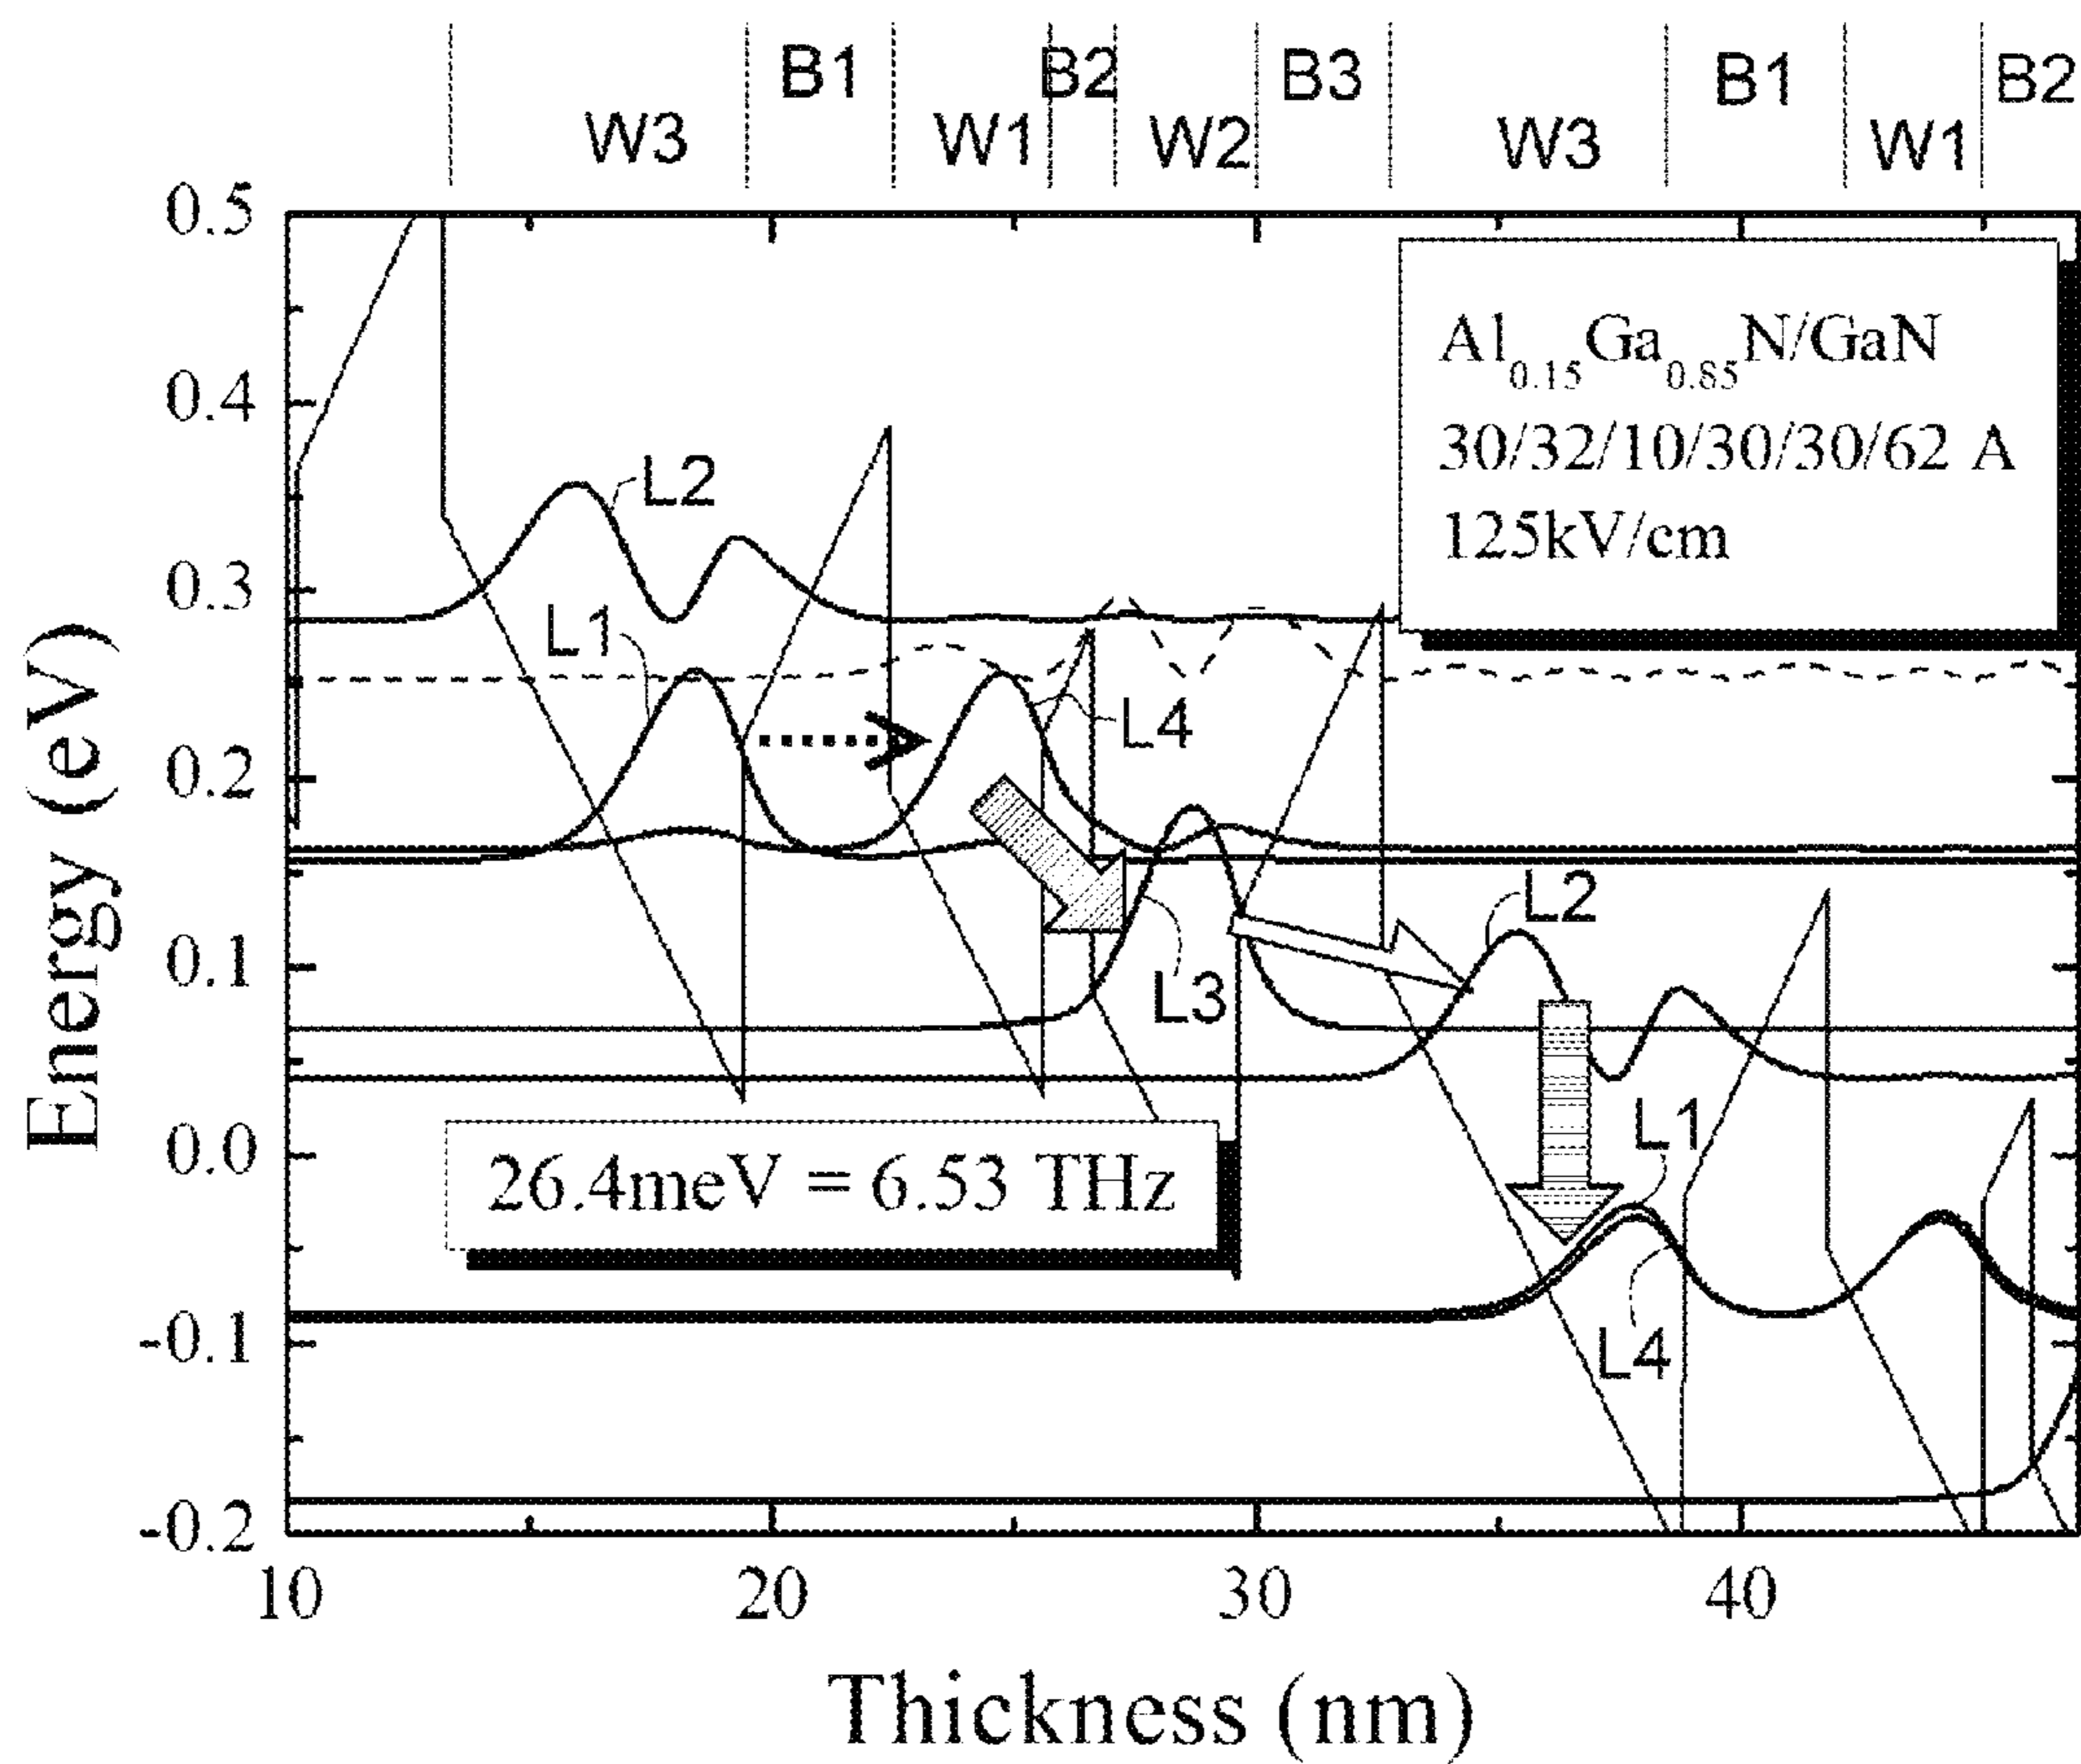 B1 B2 B3 B1 B2
W3 W1 W2 W3 W1
0.5
0.4
0.3
0.2
0.1
0.0
-0.1
-0.2
Energy (eV)
Al0.15Ga0.85N/GaN
30/32/10/30/30/62 A
125kV/cm
L2
L1
L4
L2
L3
L1
26.4meV = 6.53 THz
L4
10 20 30 40
Thickness (nm)